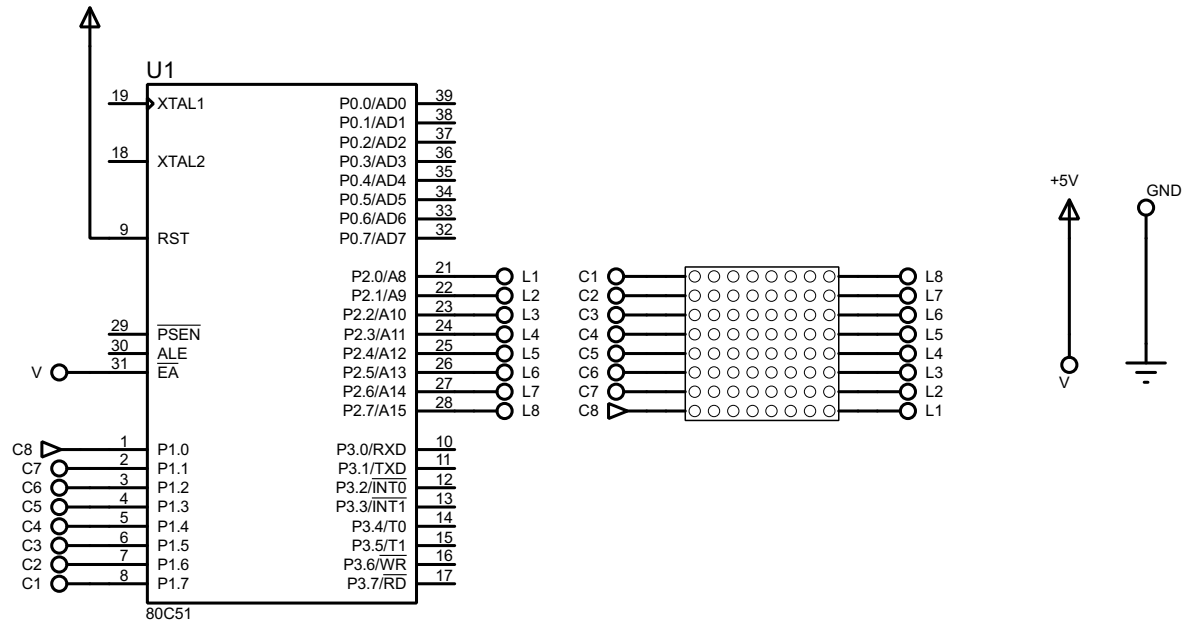 U1
19 XTAL1
18 XTAL2
9 RST
29 PSEN
30 ALE
V 31 EA
C8 1 P1.0
C7 2 P1.1
C6 3 P1.2
C5 4 P1.3
C4 5 P1.4
C3 6 P1.5
C2 7 P1.6
C1 8 P1.7
P0.0/AD0 39
P0.1/AD1 38
P0.2/AD2 37
P0.3/AD3 36
P0.4/AD4 35
P0.5/AD5 34
P0.6/AD6 33
P0.7/AD7 32
P2.0/A8 21 L1
P2.1/A9 22 L2
P2.2/A10 23 L3
P2.3/A11 24 L4
P2.4/A12 25 L5
P2.5/A13 26 L6
P2.6/A14 27 L7
P2.7/A15 28 L8
P3.0/RXD 10
P3.1/TXD 11
P3.2/INT0 12
P3.3/INT1 13
P3.4/T0 14
P3.5/T1 15
P3.6/WR 16
P3.7/RD 17
80C51
C1 L8
C2 L7
C3 L6
C4 L5
C5 L4
C6 L3
C7 L2
C8 L1
+5V
V
GND